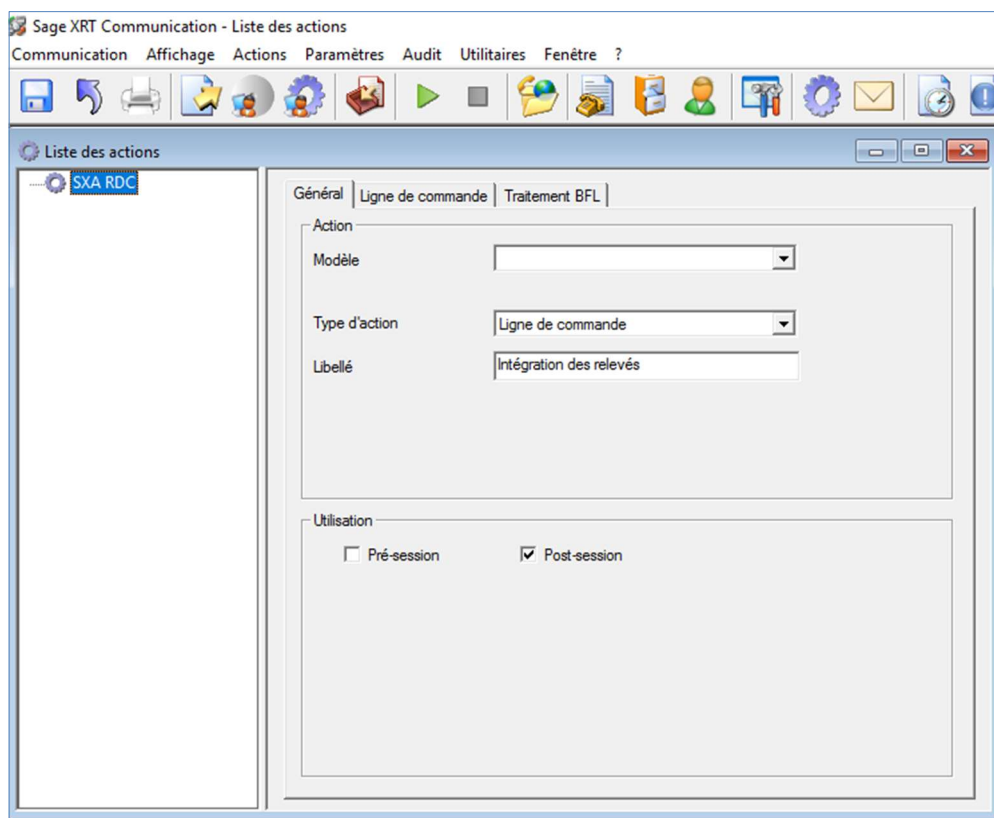 Sage XRT Communication - Liste des actions
Communication Affichage Actions Paramètres Audit Utilitaires Fenêtre ?
Liste des actions
SXA RDC
Général Ligne de commande Traitement BFL
Action
Modèle
Type d'action Ligne de commande
Libellé Intégration des relevés
Utilisation
Pré-session Post-session